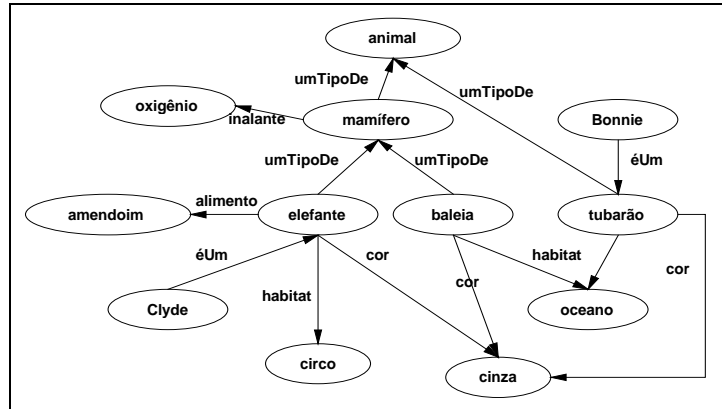 animal
umTipoDe
umTipoDe
oxigênio
inalante
mamífero
Bonnie
umTipoDe
umTipoDe
éUm
alimento
amendoim
elefante
baleia
tubarão
éUm
cor
habitat
cor
habitat
cor
Clyde
oceano
circo
cinza